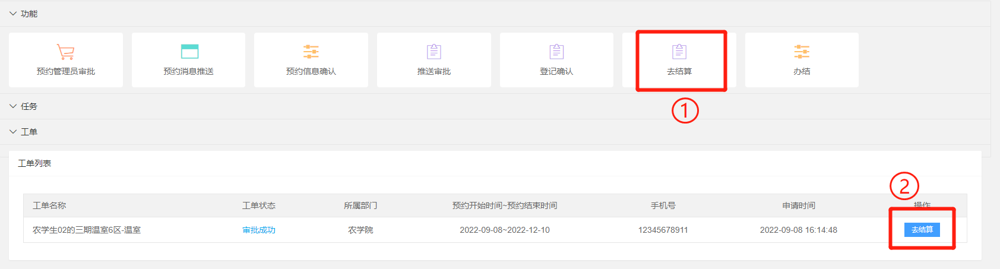 功能
预约管理员审批 预约消息推送 预约信息确认 推送审批 登记确认 去结算 办结
①
任务
工单
工单列表
②
工单名称 工单状态 所属部门 预约开始时间~预约结束时间 手机号 申请时间 操作
农学生02的三期温室6区-温室 审批成功 农学院 2022-09-08~2022-12-10 12345678911 2022-09-08 16:14:48 去结算